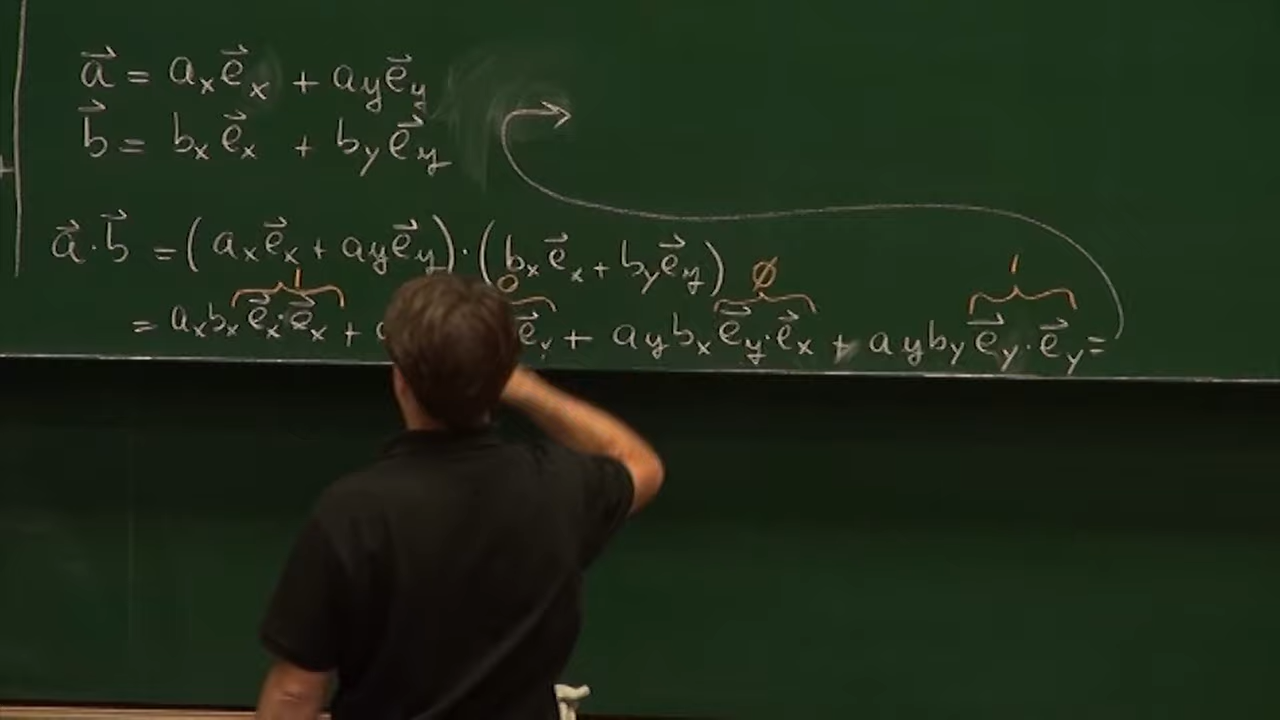 a⃗ = aₓe⃗ₓ + a_y e⃗_y
b⃗ = bₓe⃗ₓ + b_y e⃗_y
a⃗·b⃗ = (aₓe⃗ₓ + a_y e⃗_y)·(bₓe⃗ₓ + b_y e⃗_y)
1 0 ∅ 1
= aₓbₓ e⃗ₓ·e⃗ₓ + a e⃗_y + a_y bₓ e⃗_y·e⃗ₓ + a_y b_y e⃗_y·e⃗_y =